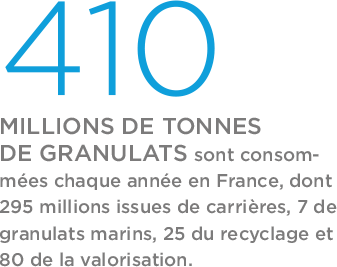 410
MILLIONS DE TONNES
DE GRANULATS sont consom-
mées chaque année en France, dont
295 millions issues de carrières, 7 de
granulats marins, 25 du recyclage et
80 de la valorisation.